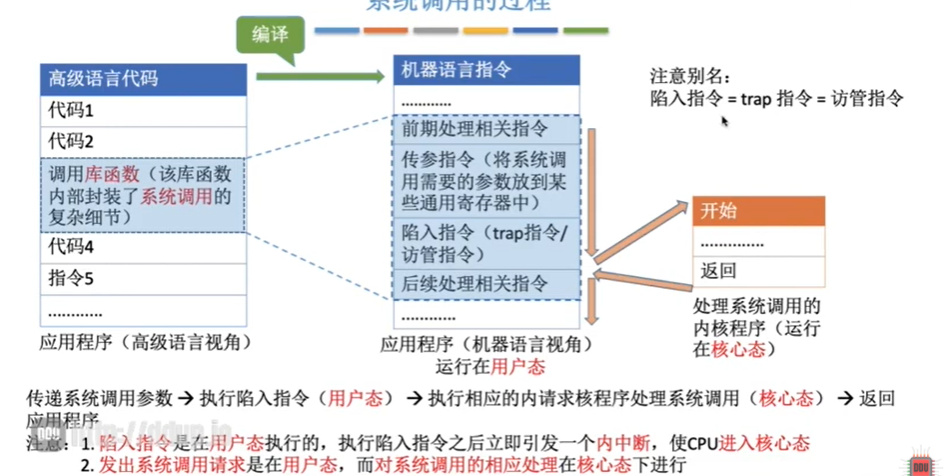 系统调用的过程
编译
高级语言代码
代码1
代码2
调用库函数（该库函数
内部封装了系统调用的
复杂细节）
代码4
指令5
…………
应用程序（高级语言视角）
机器语言指令
…………
前期处理相关指令
传参指令（将系统调
用需要的参数放到某
些通用寄存器中）
陷入指令（trap指令/
访管指令）
后续处理相关指令
…………
应用程序（机器语言视角）
运行在用户态
注意别名：
陷入指令 = trap 指令 = 访管指令
开始
…………..
返回
处理系统调用的
内核程序（运行
在核心态）
传递系统调用参数 → 执行陷入指令（用户态） → 执行相应的内请求核程序处理系统调用（核心态） → 返回
应用程序
注意：1. 陷入指令是在用户态执行的，执行陷入指令之后立即引发一个内中断，使CPU进入核心态
2. 发出系统调用请求是在用户态，而对系统调用的相应处理在核心态下进行